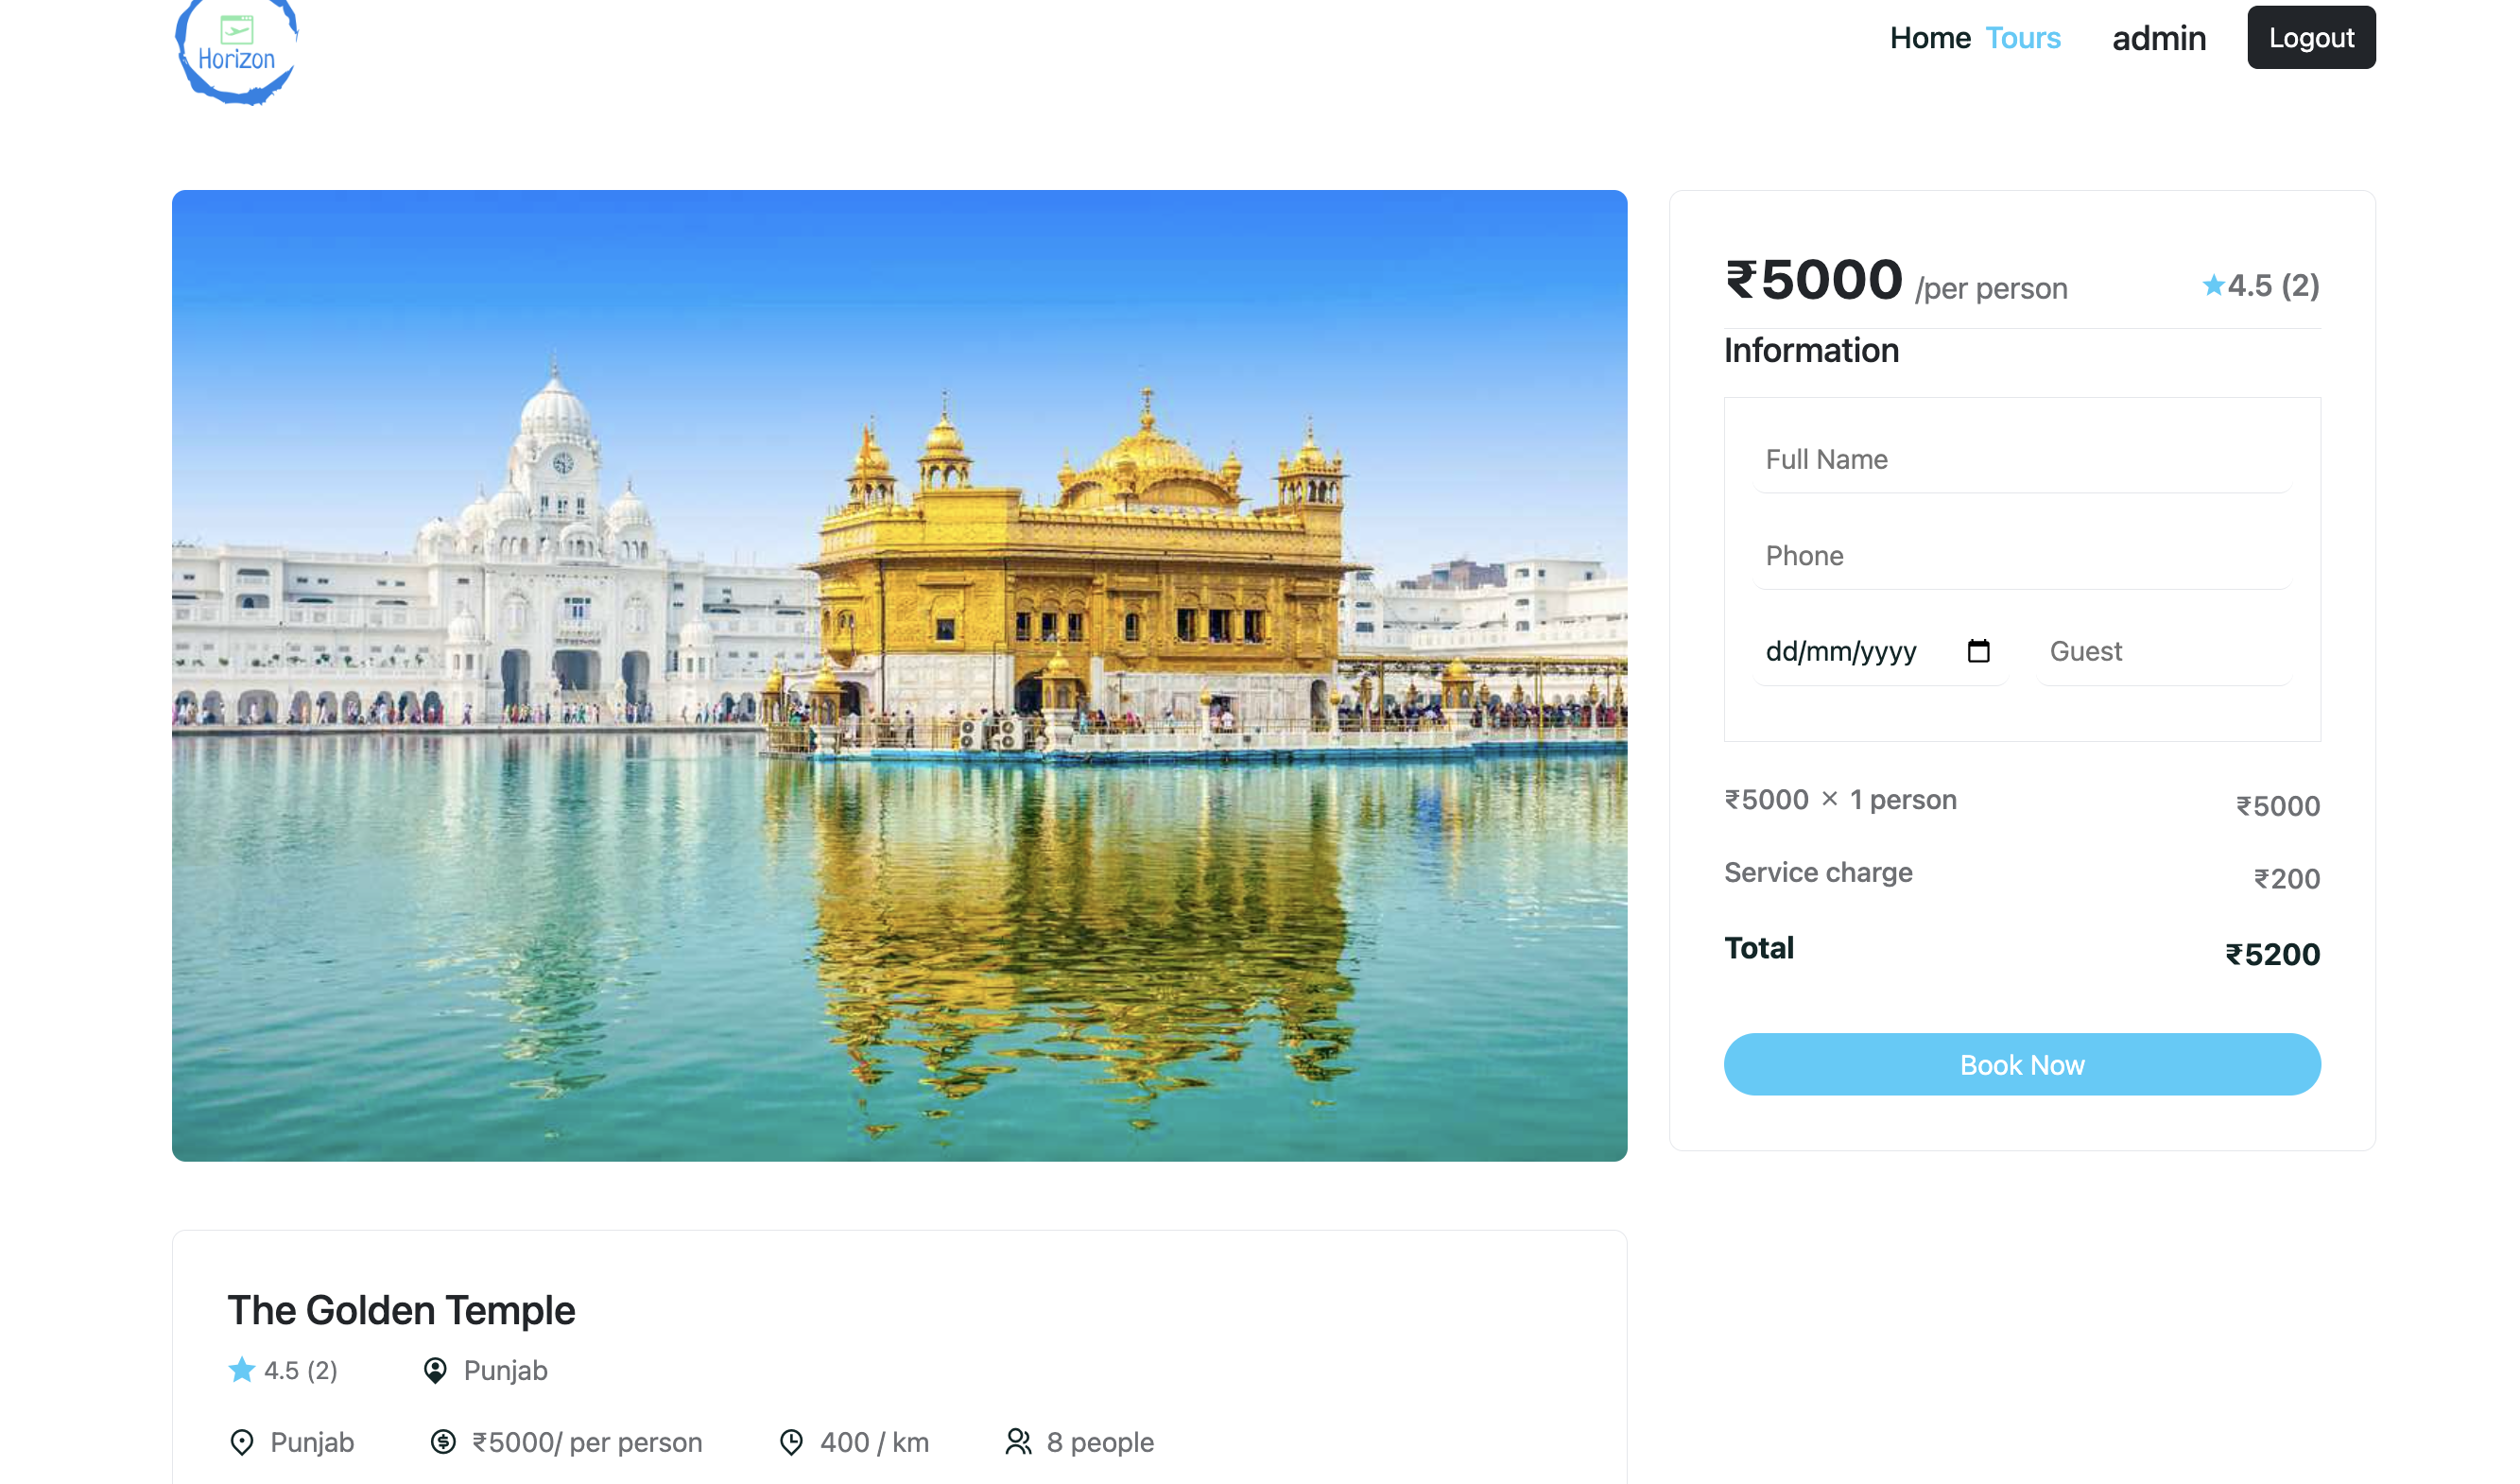 Horizon
Home Tours admin Logout
₹5000 /per person 4.5 (2)
Information
Full Name
Phone
dd/mm/yyyy Guest
₹5000 × 1 person ₹5000
Service charge ₹200
Total ₹5200
Book Now
The Golden Temple
4.5 (2) Punjab
Punjab ₹5000/ per person 400 / km 8 people